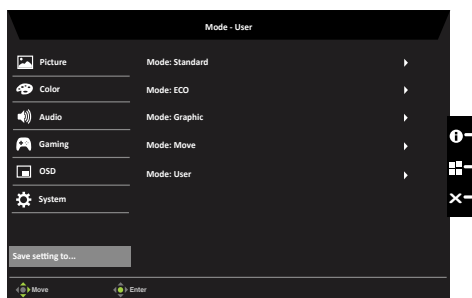 Mode - User
Picture
Mode: Standard
Color
Mode: ECO
Audio
Mode: Graphic
Gaming
Mode: Move
OSD
Mode: User
System
Save setting to...
Move
Enter